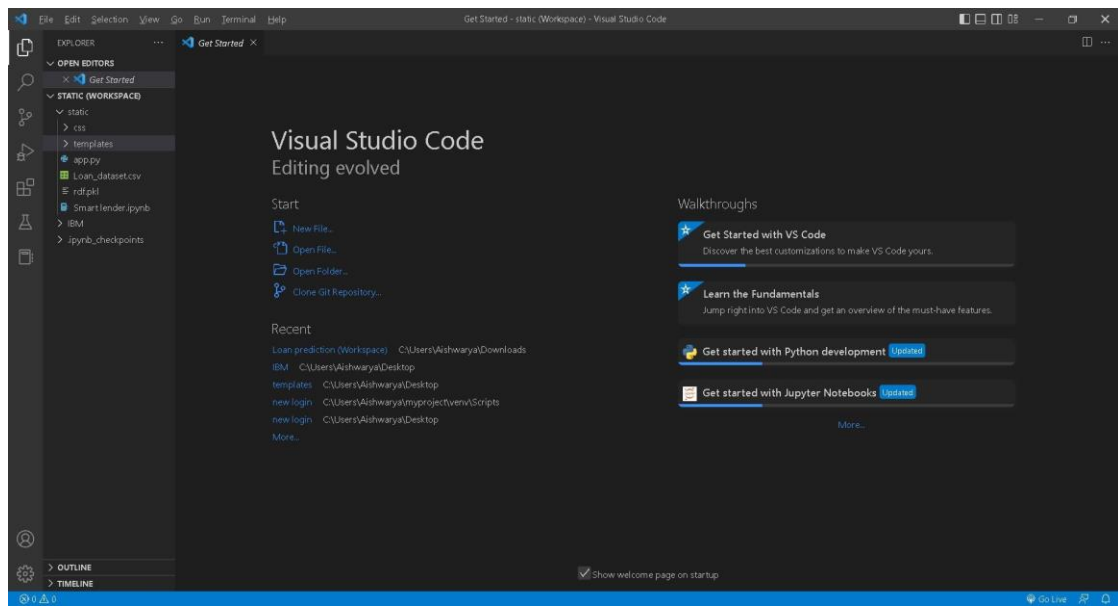 File Edit Selection View Go Run Terminal Help
Get Started - static (Workspace) - Visual Studio Code
EXPLORER
Get Started
OPEN EDITORS
Get Started
STATIC (WORKSPACE)
static
css
templates
app.py
Loan_dataset.csv
rdf.pkl
Smart lender.ipynb
IBM
.ipynb_checkpoints
Visual Studio Code
Editing evolved
Start
New File...
Open File...
Open Folder...
Clone Git Repository...
Recent
Loan prediction (Workspace) C:\Users\Aishwarya\Downloads
IBM C:\Users\Aishwarya\Desktop
templates C:\Users\Aishwarya\Desktop
new login C:\Users\Aishwarya\myproject\venv\Scripts
new login C:\Users\Aishwarya\Desktop
More...
Walkthroughs
Get Started with VS Code
Discover the best customizations to make VS Code yours.
Learn the Fundamentals
Jump right into VS Code and get an overview of the must-have features.
Get started with Python development Updated
Get started with Jupyter Notebooks Updated
More...
Show welcome page on startup
OUTLINE
TIMELINE
0 0
Go Live